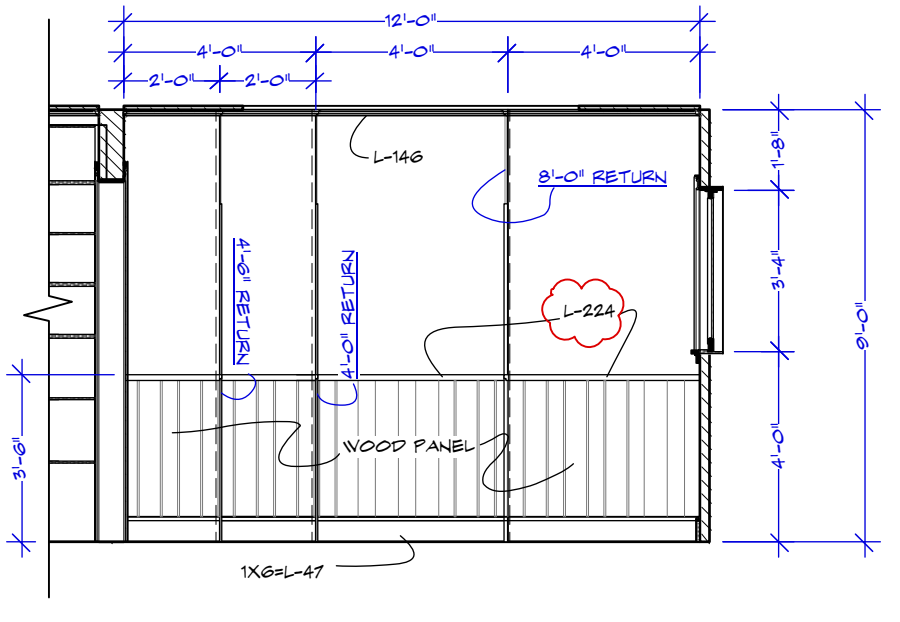 12'-0"
4'-0" 4'-0" 4'-0"
2'-0" 2'-0"
L-146
8'-0" RETURN
1'-8"
4'-6" RETURN
4'-0" RETURN
3'-4"
L-224
9'-0"
3'-6"
WOOD PANEL
4'-0"
1X6=L-47